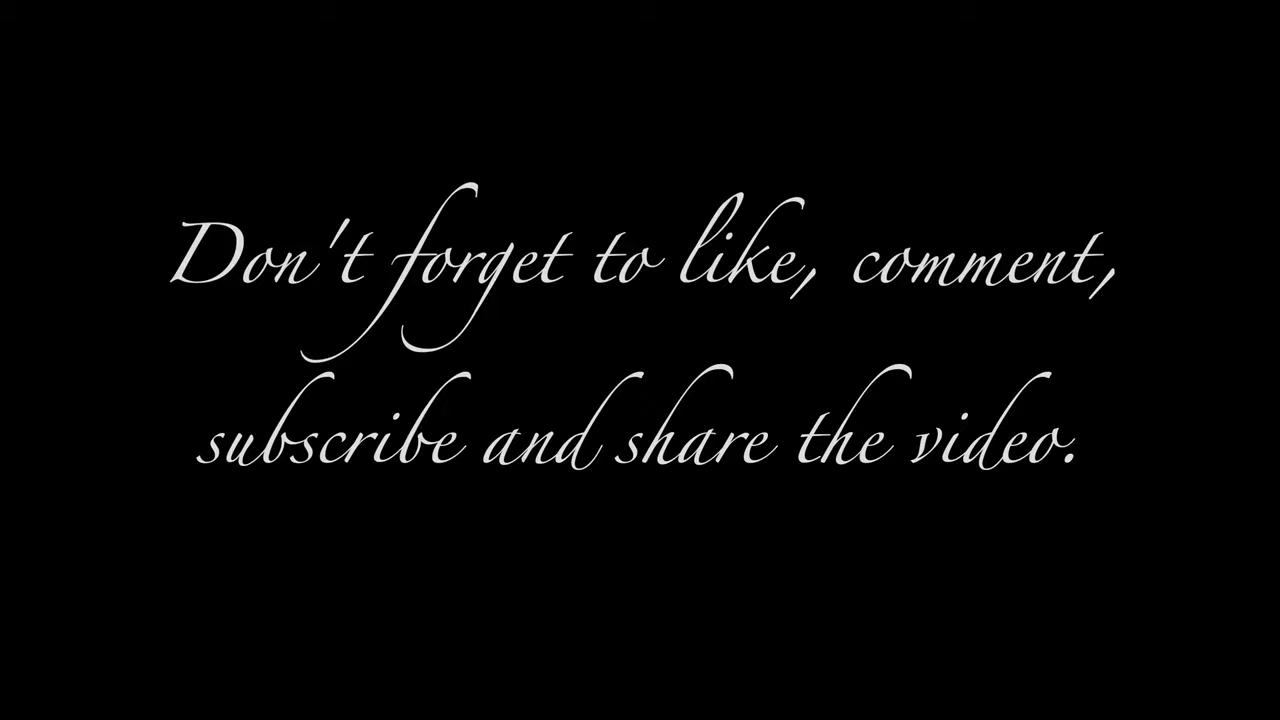 Don't forget to like, comment,
subscribe and share the video.